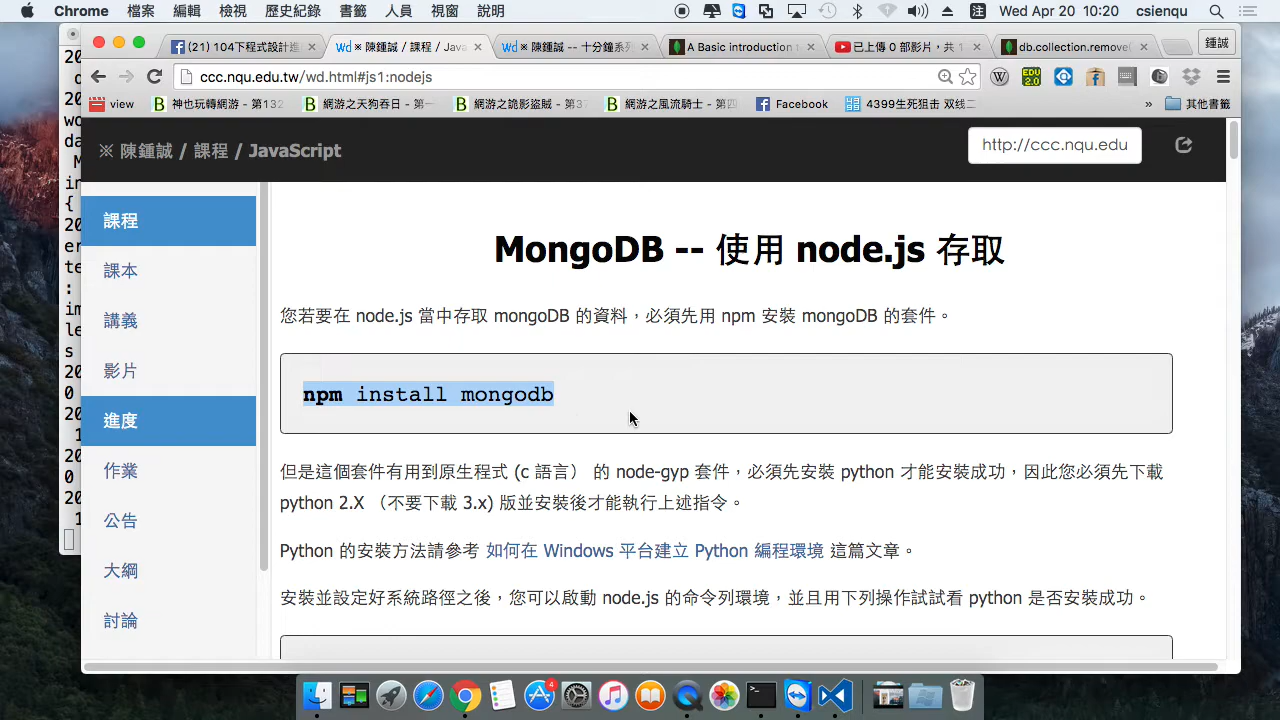 Chrome 檔案 編輯 檢視 歷史紀錄 書籤 人員 視窗 說明 注 Wed Apr 20 10:20 csienqu
(21) 104下程式設計進
※ 陳鍾誠 / 課程 / Java
※ 陳鍾誠 -- 十分鐘系列
A Basic introduction t
已上傳 0 部影片，共 1
db.collection.remove(
鍾誠
ccc.nqu.edu.tw/wd.html#js1:nodejs
view 神也玩轉網游 - 第132 網游之天狗吞日 - 第一 網游之詭影盜賊 - 第37 網游之風流騎士 - 第四 Facebook 4399生死狙击 双线二 » 其他書籤
※ 陳鍾誠 / 課程 / JavaScript
http://ccc.nqu.edu
課程
課本
講義
影片
進度
作業
公告
大綱
討論
MongoDB -- 使用 node.js 存取
您若要在 node.js 當中存取 mongoDB 的資料，必須先用 npm 安裝 mongoDB 的套件。
npm install mongodb
但是這個套件有用到原生程式 (c 語言） 的 node-gyp 套件，必須先安裝 python 才能安裝成功，因此您必須先下載
python 2.X （不要下載 3.x) 版並安裝後才能執行上述指令。
Python 的安裝方法請參考 如何在 Windows 平台建立 Python 編程環境 這篇文章。
安裝並設定好系統路徑之後，您可以啟動 node.js 的命令列環境，並且用下列操作試試看 python 是否安裝成功。